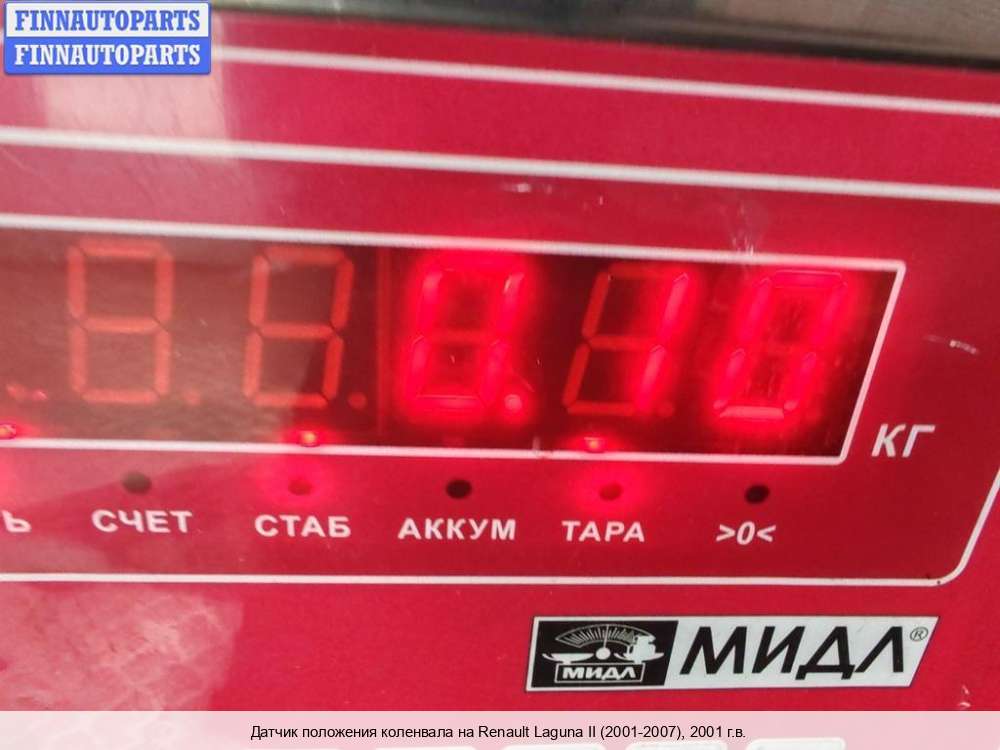 FINNAUTOPARTS
FINNAUTOPARTS
0.10
КГ
Ь СЧЕТ СТАБ АККУМ ТАРА >0<
МИДЛ МИДЛ®
Датчик положения коленвала на Renault Laguna II (2001-2007), 2001 г.в.